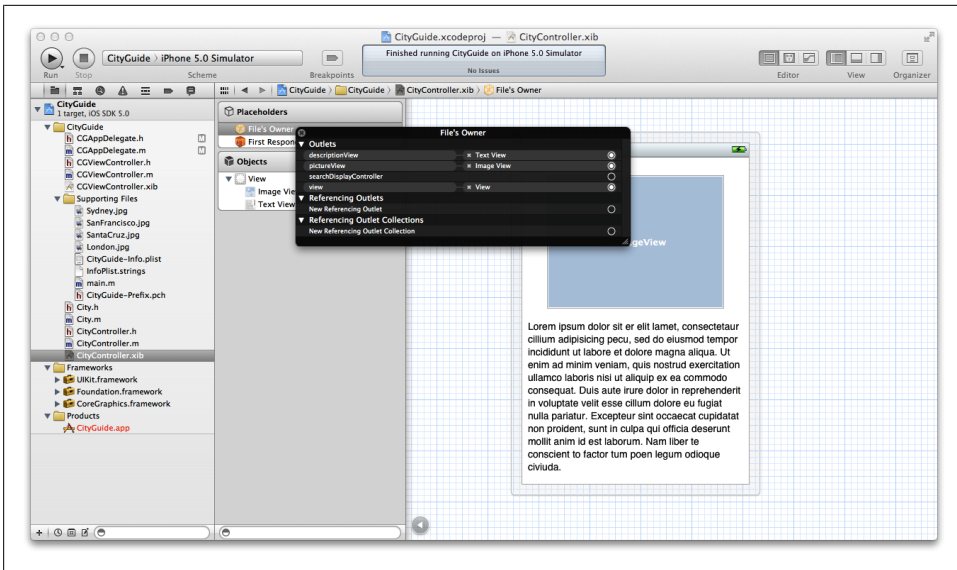 CityGuide.xcodeproj — CityController.xib
CityGuide 〉 iPhone 5.0 Simulator
Finished running CityGuide on iPhone 5.0 Simulator
No Issues
Run
Stop
Scheme
Breakpoints
Editor
View
Organizer
CityGuide
1 target, iOS SDK 5.0
CityGuide 〉 CityGuide 〉 CityController.xib 〉 File's Owner
CityGuide
CGAppDelegate.h
M
CGAppDelegate.m
M
CGViewController.h
CGViewController.m
CGViewController.xib
Supporting Files
Sydney.jpg
SanFrancisco.jpg
SantaCruz.jpg
London.jpg
CityGuide-Info.plist
InfoPlist.strings
main.m
CityGuide-Prefix.pch
City.h
City.m
CityController.h
CityController.m
CityController.xib
Frameworks
UIKit.framework
Foundation.framework
CoreGraphics.framework
Products
CityGuide.app
Placeholders
File's Owner
First Respon
Objects
View
Image Vie
Text View
File's Owner
Outlets
descriptionView
Text View
pictureView
Image View
searchDisplayController
view
View
Referencing Outlets
New Referencing Outlet
Referencing Outlet Collections
New Referencing Outlet Collection
geView
Lorem ipsum dolor sit er elit lamet, consectetaur
cillium adipisicing pecu, sed do eiusmod tempor
incididunt ut labore et dolore magna aliqua. Ut
enim ad minim veniam, quis nostrud exercitation
ullamco laboris nisi ut aliquip ex ea commodo
consequat. Duis aute irure dolor in reprehenderit
in voluptate velit esse cillum dolore eu fugiat
nulla pariatur. Excepteur sint occaecat cupidatat
non proident, sunt in culpa qui officia deserunt
mollit anim id est laborum. Nam liber te
conscient to factor tum poen legum odioque
civiuda.